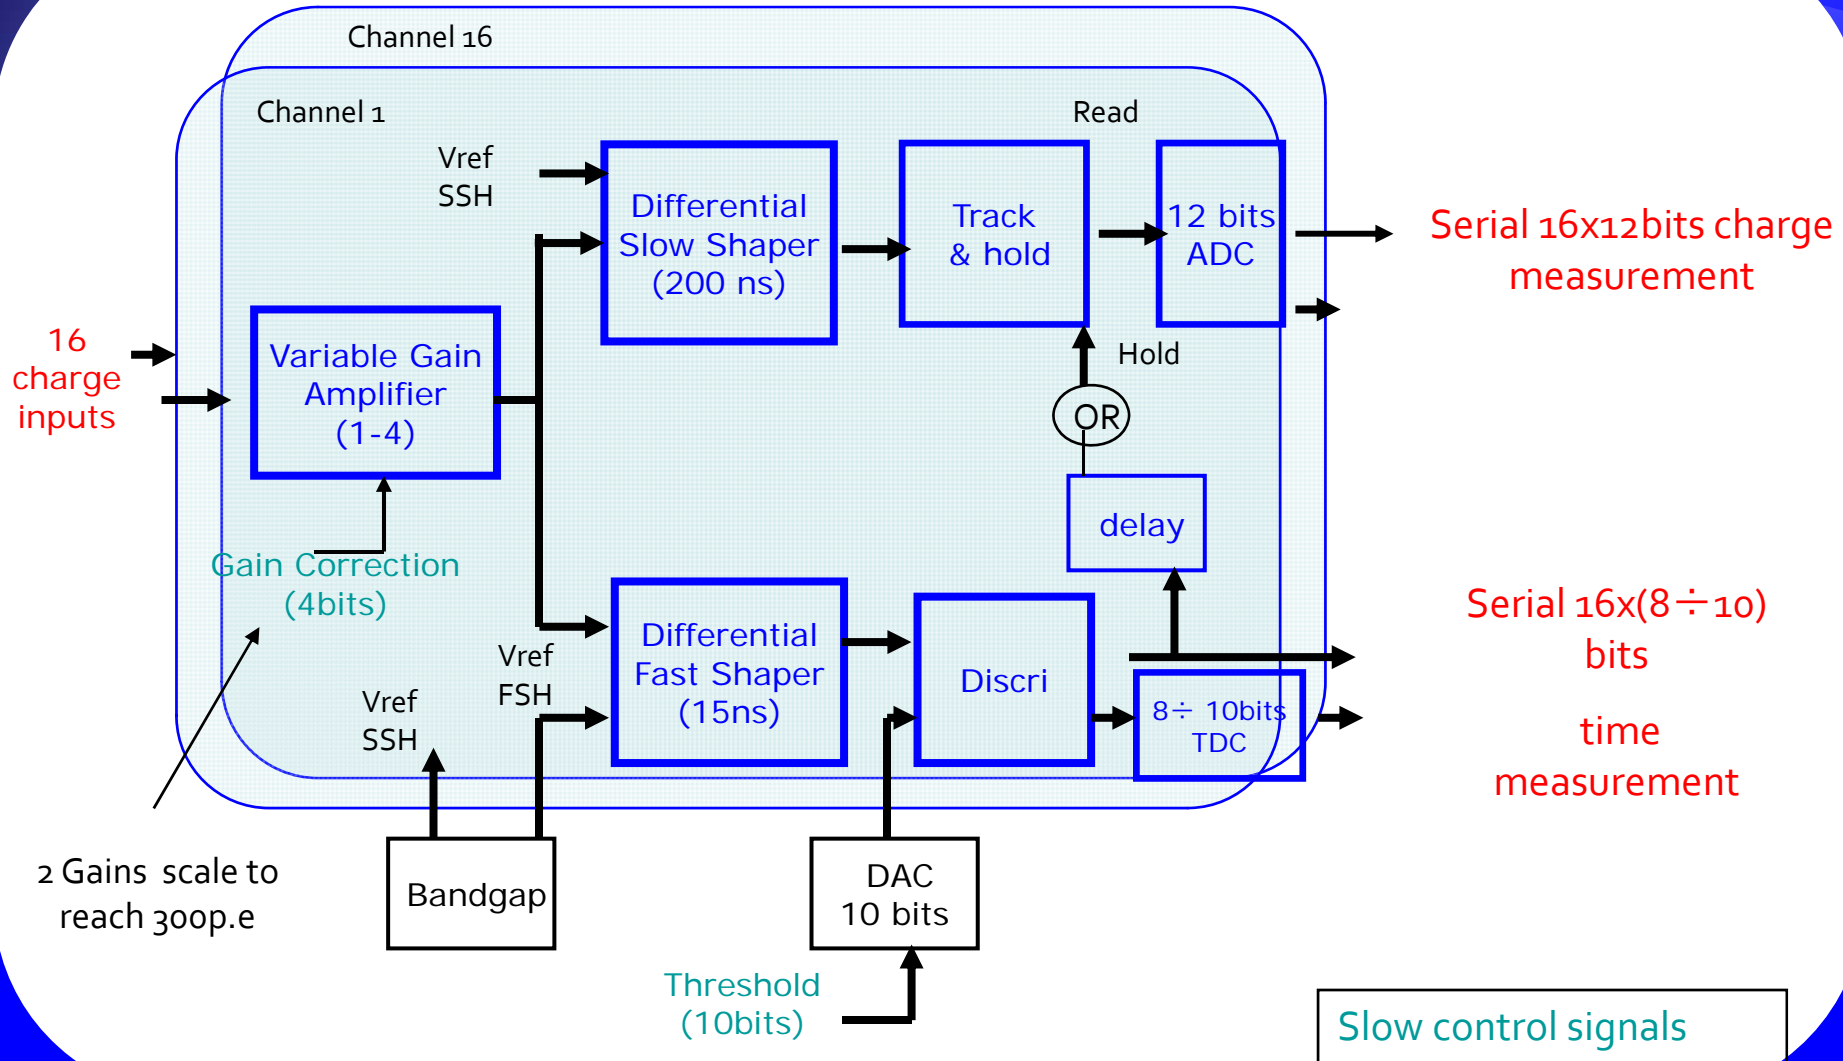 Channel 16
Channel 1
Read
Vref
SSH
Differential
Slow Shaper
(200 ns)
Track
& hold
12 bits
ADC
Serial 16x12bits charge
measurement
16
charge
inputs
Variable Gain
Amplifier
(1-4)
Hold
OR
delay
Gain Correction
(4bits)
Serial 16x(8÷10)
bits
time
measurement
Vref
FSH
Differential
Fast Shaper
(15ns)
Discri
8÷ 10bits
TDC
Vref
SSH
2 Gains scale to
reach 300p.e
Bandgap
DAC
10 bits
Threshold
(10bits)
Slow control signals